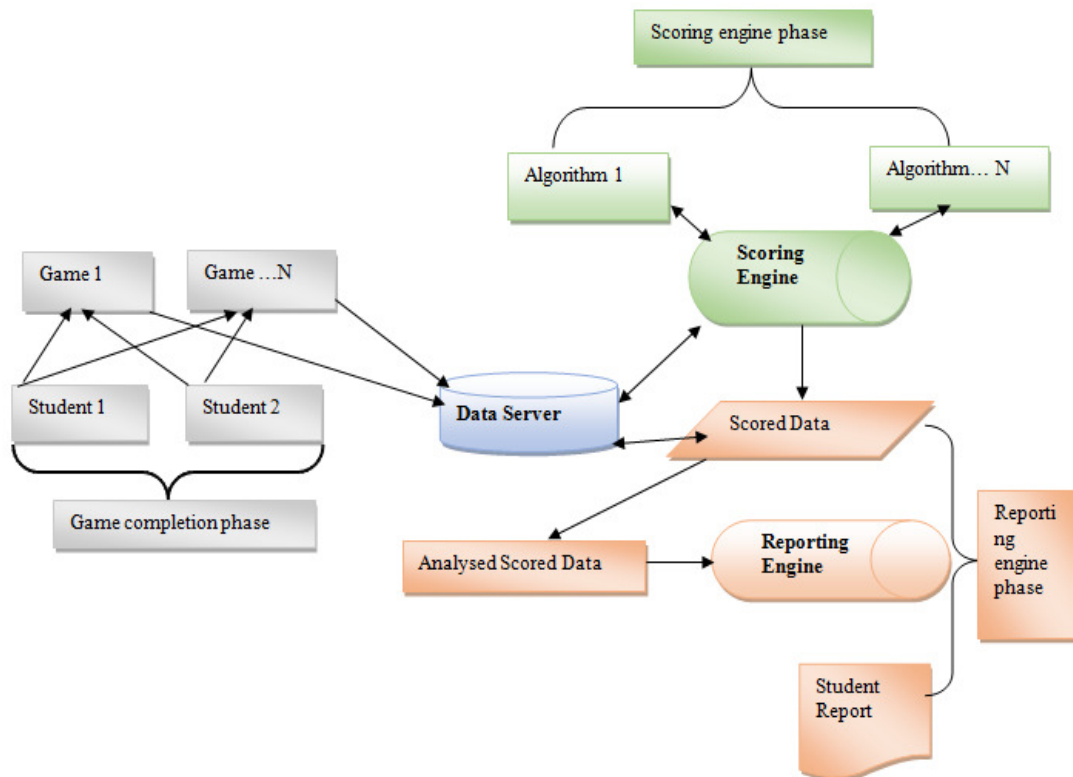 Scoring engine phase
Algorithm 1
Algorithm… N
Scoring
Engine
Game 1
Game …N
Student 1
Student 2
Data Server
Scored Data
Game completion phase
Analysed Scored Data
Reporting
Engine
Reporti
ng
engine
phase
Student
Report